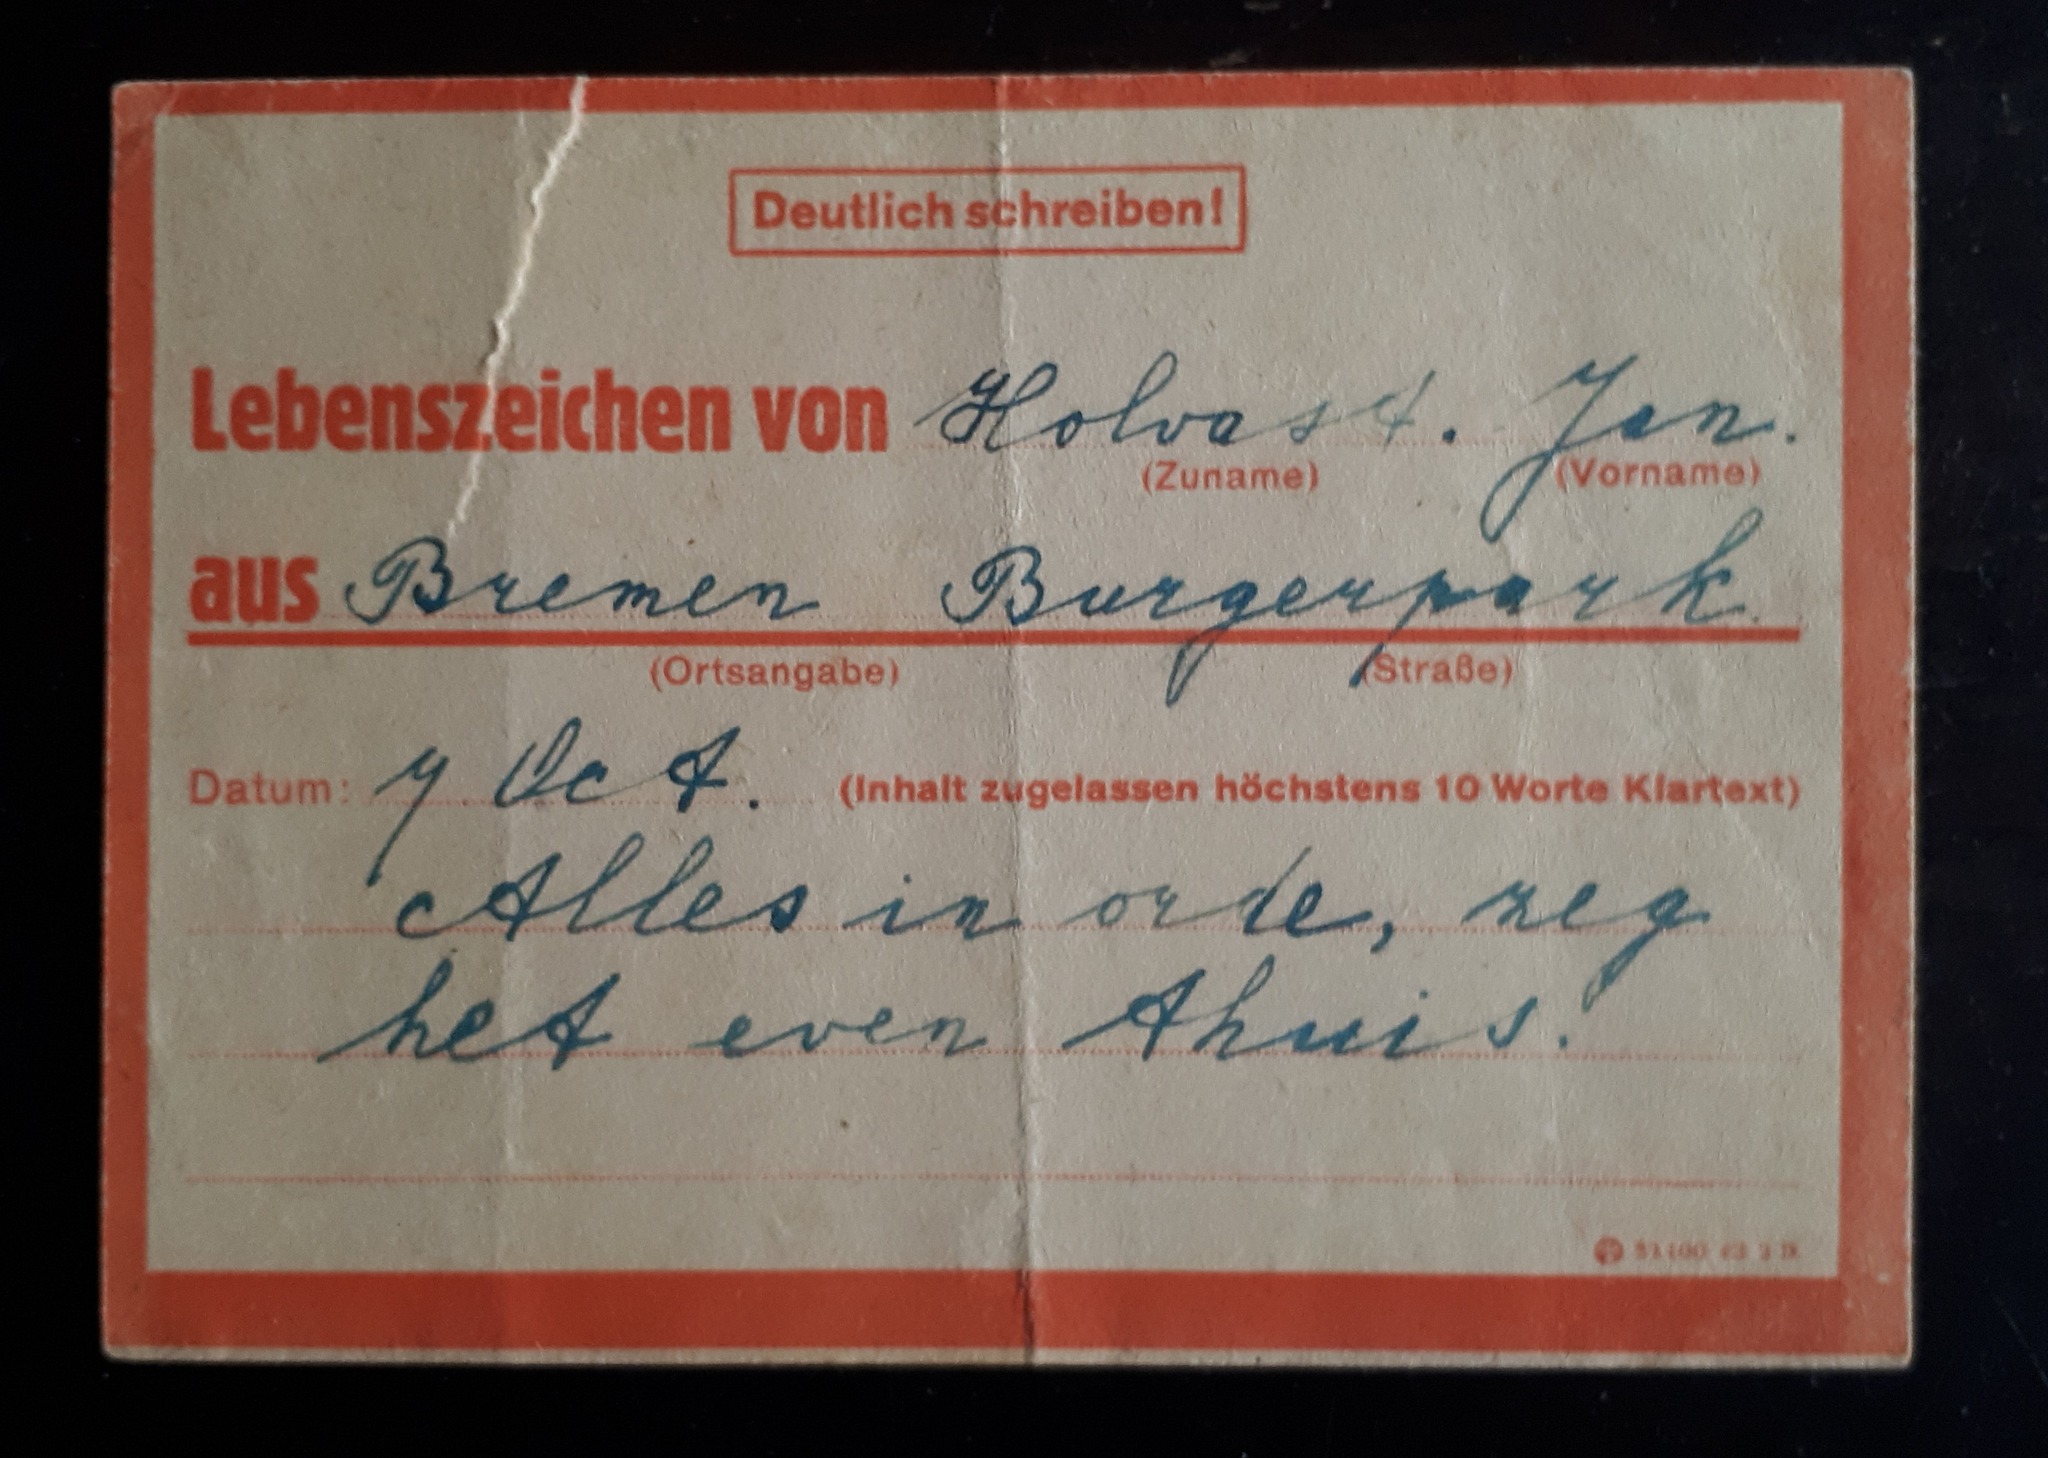 Deutlich schreiben!
Lebenszeichen von Holvast. Jan.
(Zuname) (Vorname)
aus Bremen Burgerpark
(Ortsangabe) (Straße)
Datum: 7 Oct. (Inhalt zugelassen höchstens 10 Worte Klartext)
Alles in orde, zeg
het even thuis.